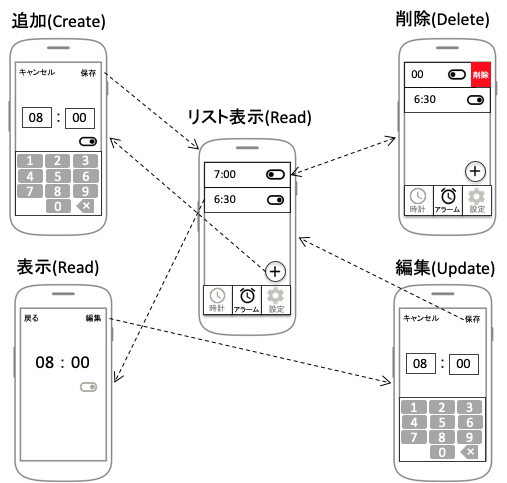 追加(Create)
キャンセル 保存
08 : 00
1 2 3
4 5 6
7 8 9
0
リスト表示(Read)
7:00
6:30
+
時計 アラーム 設定
削除(Delete)
00 削除
6:30
+
時計 アラーム 設定
表示(Read)
戻る 編集
08 : 00
編集(Update)
キャンセル 保存
08 : 00
1 2 3
4 5 6
7 8 9
0